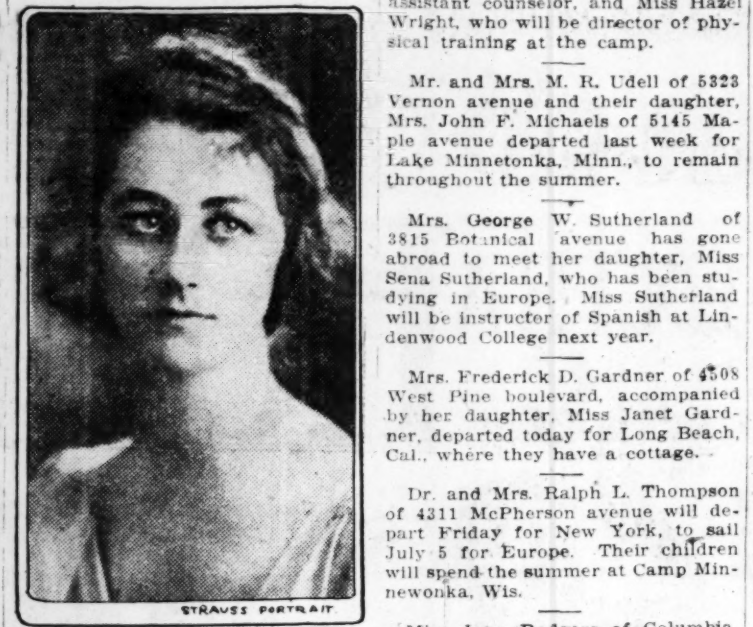 assistant counselor, and Miss Hazel
Wright, who will be director of phy-
sical training at the camp.
Mr. and Mrs. M. R. Udell of 5323
Vernon avenue and their daughter,
Mrs. John F. Michaels of 5145 Ma-
ple avenue departed last week for
Lake Minnetonka, Minn., to remain
throughout the summer.
Mrs. George W. Sutherland of
3815 Botanical avenue has gone
abroad to meet her daughter, Miss
Sena Sutherland, who has been stu-
dying in Europe. Miss Sutherland
will be instructor of Spanish at Lin-
denwood College next year.
Mrs. Frederick D. Gardner of 4508
West Pine boulevard, accompanied
by her daughter, Miss Janet Gard-
ner, departed today for Long Beach,
Cal., where they have a cottage.
Dr. and Mrs. Ralph L. Thompson
of 4311 McPherson avenue will de-
part Friday for New York, to sail
July 5 for Europe. Their children
will spend the summer at Camp Min-
newonka, Wis.
of Columbia,
STRAUSS PORTRAIT.